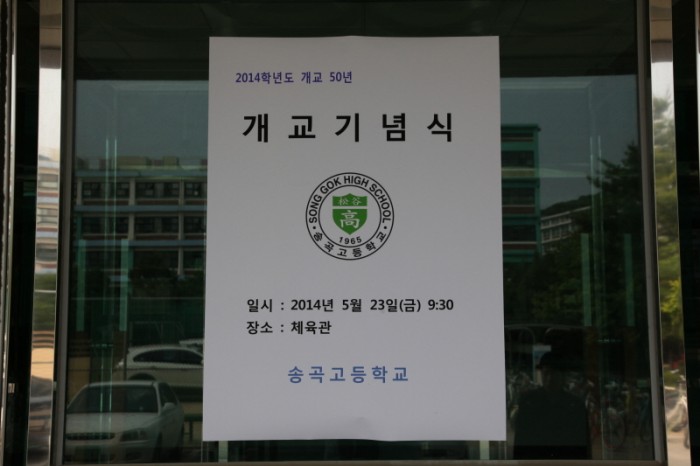 2014학년도 개교 50년
개교기념식
SONG GOK HIGH SCHOOL
松谷
高
1965
송곡고등학교
일시 : 2014년 5월 23일(금) 9:30
장소 : 체육관
송곡고등학교